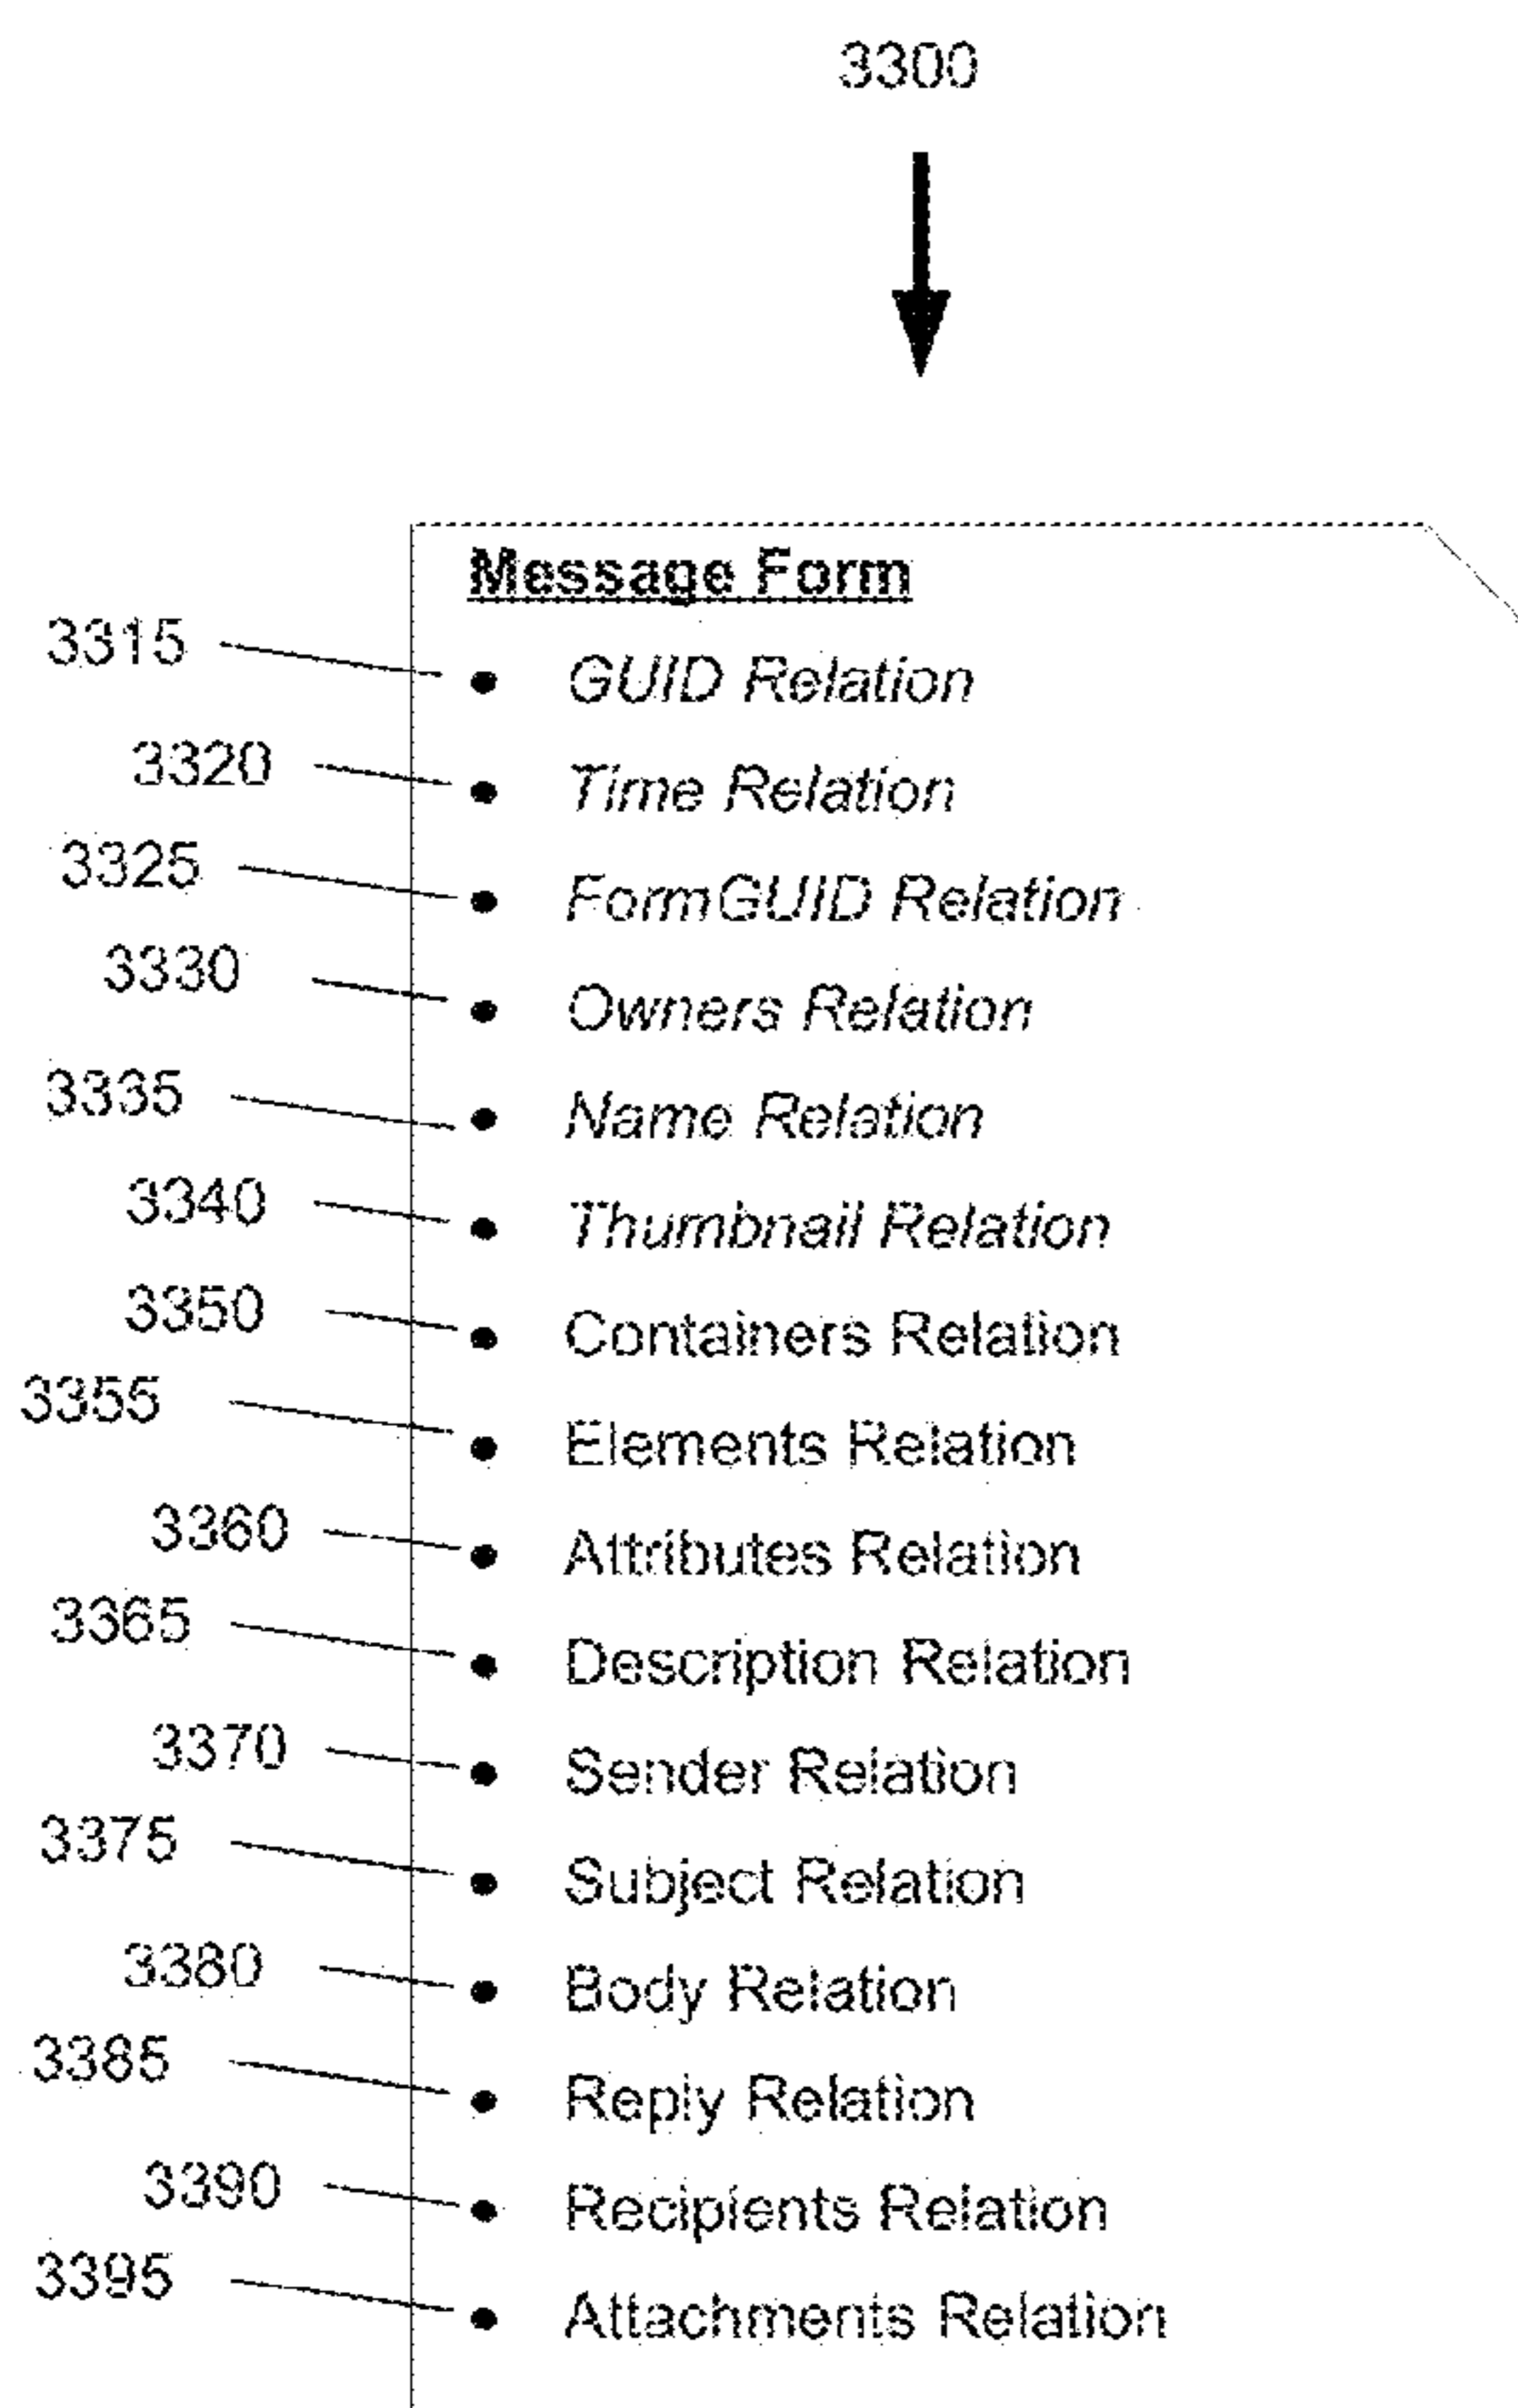 3300
Message Form
3315 • GUID Relation
3320 • Time Relation
3325 • FormGUID Relation
3330 • Owners Relation
3335 • Name Relation
3340 • Thumbnail Relation
3350 • Containers Relation
3355 • Elements Relation
3360 • Attributes Relation
3365 • Description Relation
3370 • Sender Relation
3375 • Subject Relation
3380 • Body Relation
3385 • Reply Relation
3390 • Recipients Relation
3395 • Attachments Relation